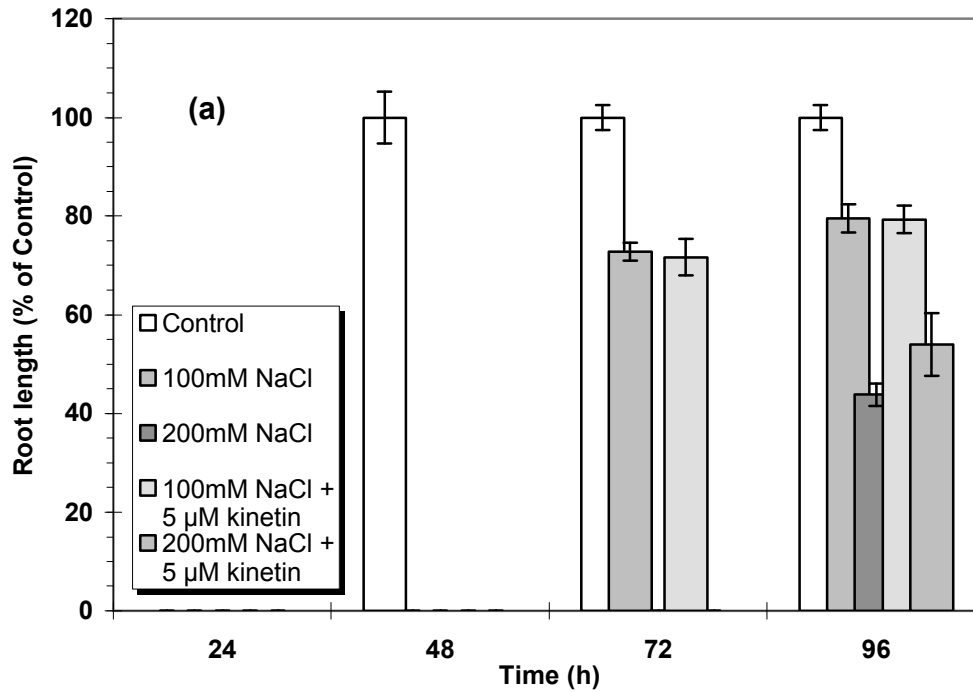 120
100
80
60
40
20
0
Root length (% of Control)
(a)
Control
100mM NaCl
200mM NaCl
100mM NaCl +
5 µM kinetin
200mM NaCl +
5 µM kinetin
24 48 72 96
Time (h)